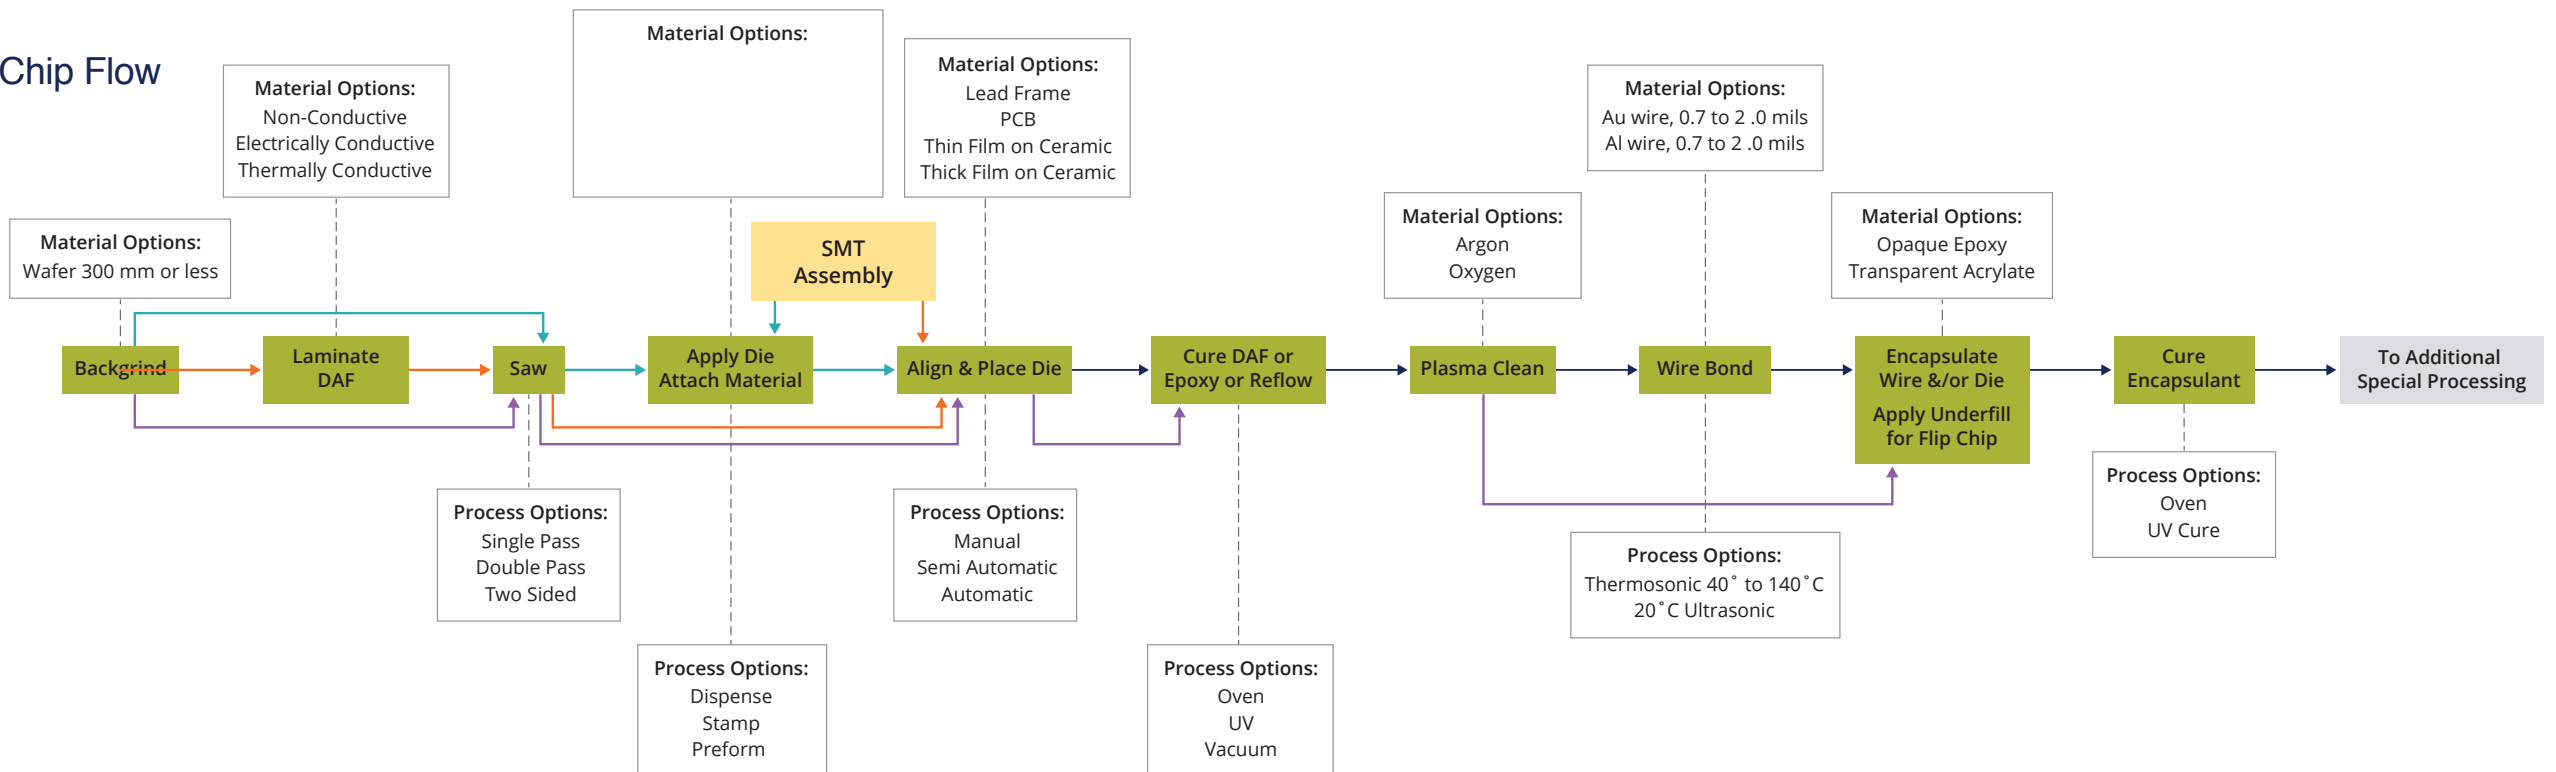 Chip Flow
Material Options:
Wafer 300 mm or less
Material Options:
Non-Conductive
Electrically Conductive
Thermally Conductive
Material Options:
Material Options:
Lead Frame
PCB
Thin Film on Ceramic
Thick Film on Ceramic
SMT
Assembly
Material Options:
Argon
Oxygen
Material Options:
Au wire, 0.7 to 2 .0 mils
Al wire, 0.7 to 2 .0 mils
Material Options:
Opaque Epoxy
Transparent Acrylate
Backgrind
Laminate
DAF
Saw
Apply Die
Attach Material
Align & Place Die
Cure DAF or
Epoxy or Reflow
Plasma Clean
Wire Bond
Encapsulate
Wire &/or Die
Apply Underfill
for Flip Chip
Cure
Encapsulant
To Additional
Special Processing
Process Options:
Single Pass
Double Pass
Two Sided
Process Options:
Dispense
Stamp
Preform
Process Options:
Manual
Semi Automatic
Automatic
Process Options:
Oven
UV
Vacuum
Process Options:
Thermosonic 40˚ to 140˚C
20˚C Ultrasonic
Process Options:
Oven
UV Cure